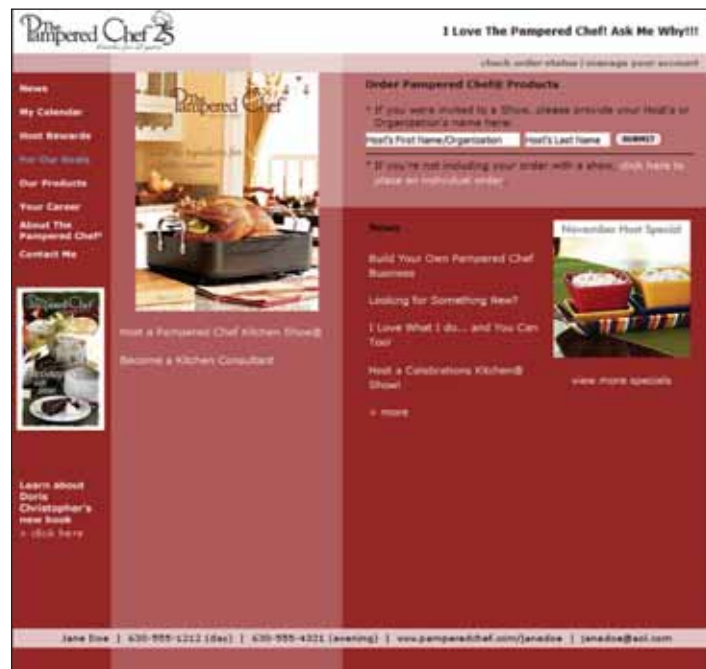 The
Pampered Chef 25
I Love The Pampered Chef! Ask Me Why!!!
check order status | manage your account
News
My Calendar
Host Rewards
For Our Hosts
Our Products
Your Career
About The
Pampered Chef®
Contact Me
The Pampered Chef
Learn about
Doris
Christopher's
new book
» click here
The
Pampered Chef
Host a Pampered Chef Kitchen Show®
Become a Kitchen Consultant
Order Pampered Chef® Products
* If you were invited to a Show, please provide your Host's or
Organization's name here:
Host's First Name/Organization Host's Last Name SUBMIT
* If you're not including your order with a show, click here to
place an individual order.
News
Build Your Own Pampered Chef
Business
Looking for Something New?
I Love What I do... and You Can
Too!
Host a Celebrations Kitchen®
Show!
» more
November Host Special
view more specials
Jane Doe | 630-555-1212 (day) | 630-555-4321 (evening) | www.pamperedchef.com/janedoe | janedoe@aol.com